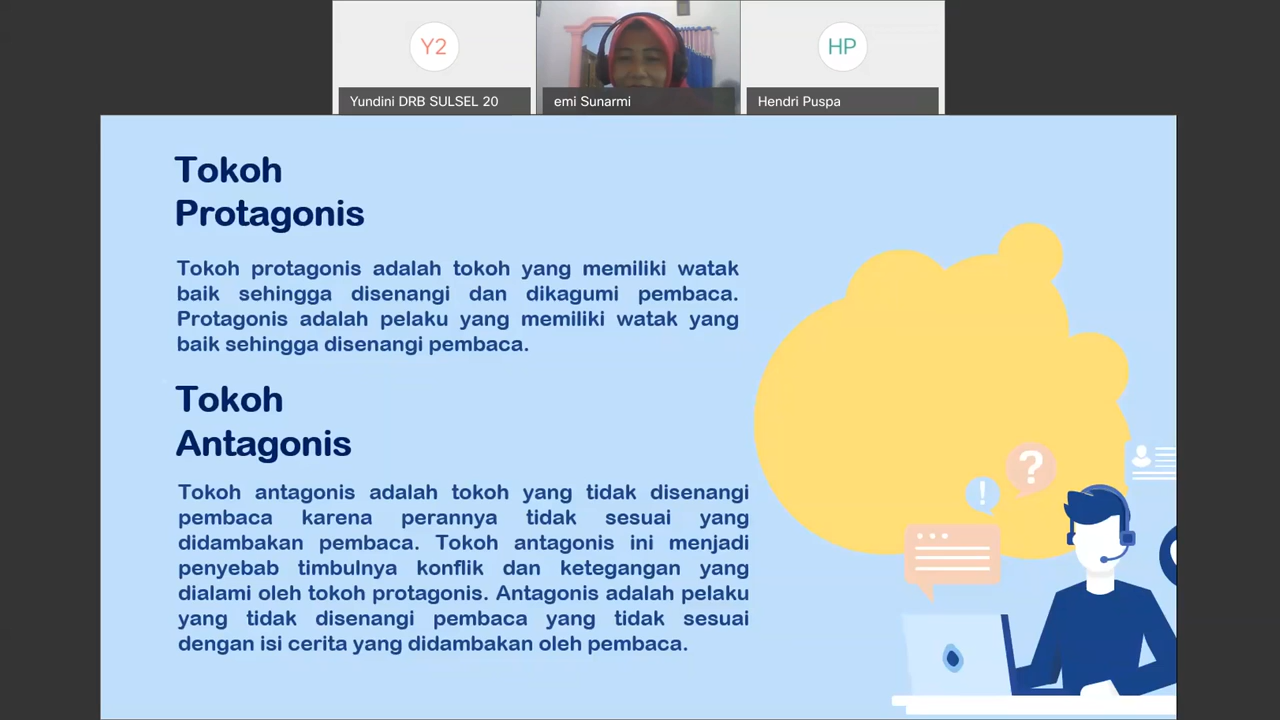 Y2
HP
Yundini DRB SULSEL 20
emi Sunarmi
Hendri Puspa
Tokoh
Protagonis
Tokoh protagonis adalah tokoh yang memiliki watak
baik sehingga disenangi dan dikagumi pembaca.
Protagonis adalah pelaku yang memiliki watak yang
baik sehingga disenangi pembaca.
Tokoh
Antagonis
Tokoh antagonis adalah tokoh yang tidak disenangi
pembaca karena perannya tidak sesuai yang
didambakan pembaca. Tokoh antagonis ini menjadi
penyebab timbulnya konflik dan ketegangan yang
dialami oleh tokoh protagonis. Antagonis adalah pelaku
yang tidak disenangi pembaca yang tidak sesuai
dengan isi cerita yang didambakan oleh pembaca.
?
!